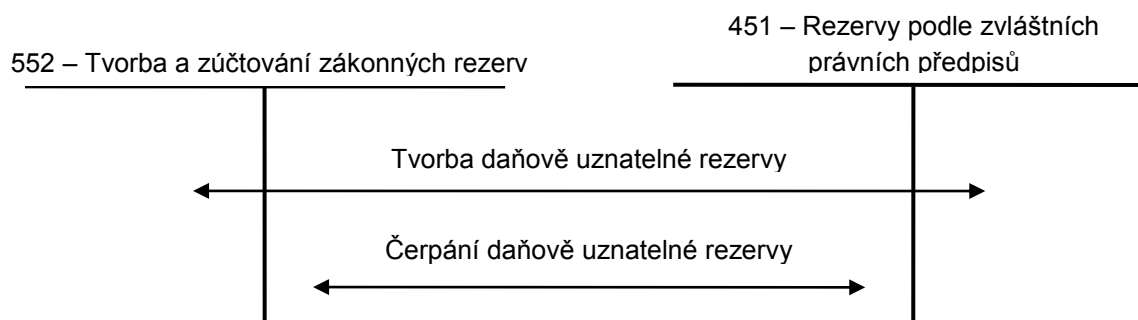 552 – Tvorba a zúčtování zákonných rezerv
451 – Rezervy podle zvláštních
právních předpisů
Tvorba daňově uznatelné rezervy
Čerpání daňově uznatelné rezervy